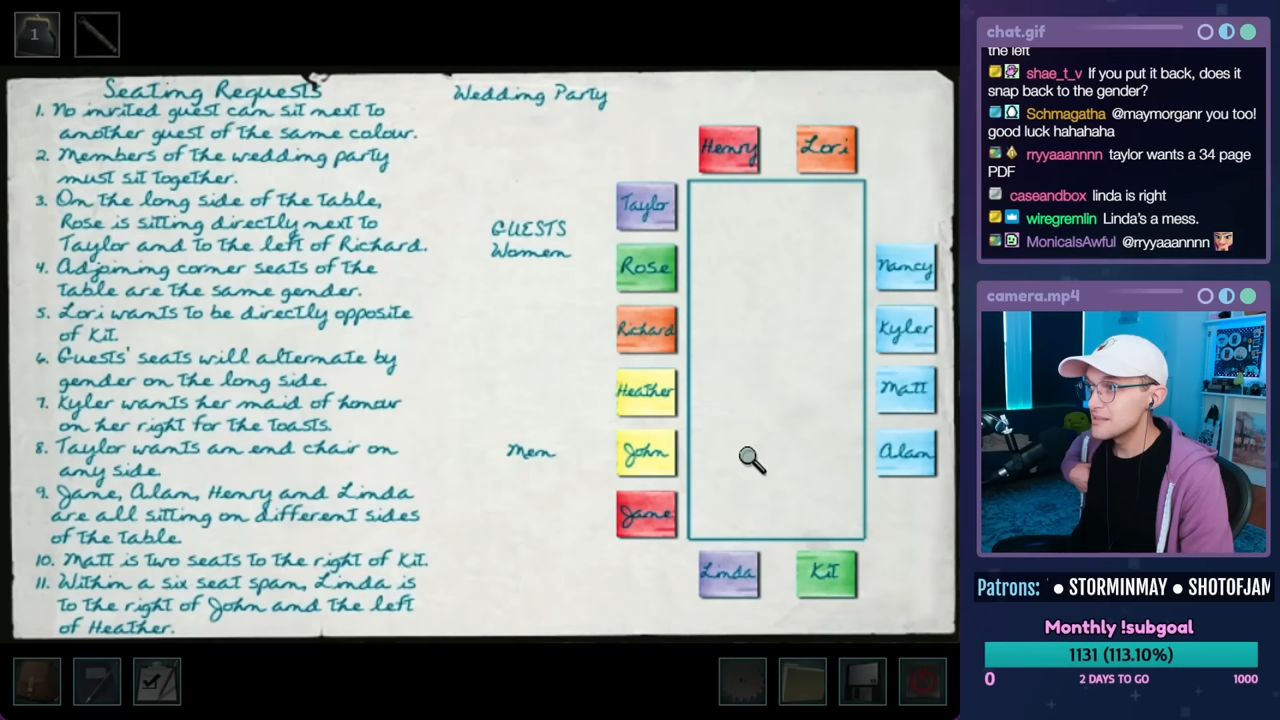 1
Seating Requests
1. No invited guest can sit next to
another guest of the same colour.
2. Members of the wedding party
must sit together.
3. On the long side of the table,
Rose is sitting directly next to
Taylor and to the left of Richard.
4. Adjoining corner seats of the
table are the same gender.
5. Lori wants to be directly opposite
of Kit.
6. Guests' seats will alternate by
gender on the long side.
7. Kyler wants her maid of honour
on her right for the toasts.
8. Taylor wants an end chair on
any side.
9. Jane, Alan, Henry and Linda
are all sitting on different sides
of the table.
10. Matt is two seats to the right of Kit.
11. Within a six seat span, Linda is
to the right of John and the left
of Heather.
Wedding Party
GUESTS
Women
Men
Henry
Lori
Taylor
Rose
Richard
Heather
John
Jane
Nancy
Kyler
Matt
Alan
Linda
Kit
chat.gif
the left
shae_t_v If you put it back, does it
snap back to the gender?
Schmagatha @maymorganr you too!
good luck hahahaha
rryyaaannnn taylor wants a 34 page
PDF
caseandbox linda is right
wiregremlin Linda's a mess.
MonicaIsAwful @rryyaaannnn
camera.mp4
Patrons: ● STORMINMAY ● SHOTOFJAM
Monthly !subgoal
1131 (113.10%)
0 2 DAYS TO GO 1000